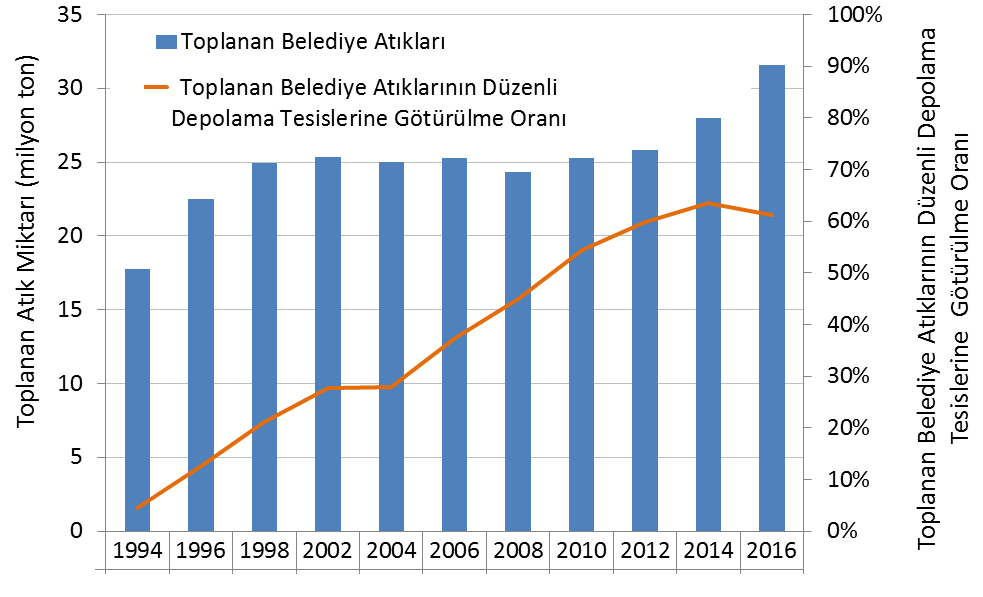 Toplanan Atık Miktarı (milyon ton)
35
30
25
20
15
10
5
0
Toplanan Belediye Atıkları
Toplanan Belediye Atıklarının Düzenli
Depolama Tesislerine Götürülme Oranı
1994 1996 1998 2002 2004 2006 2008 2010 2012 2014 2016
100%
90%
80%
70%
60%
50%
40%
30%
20%
10%
0%
Toplanan Belediye Atıklarının Düzenli Depolama
Tesislerine Götürülme Oranı